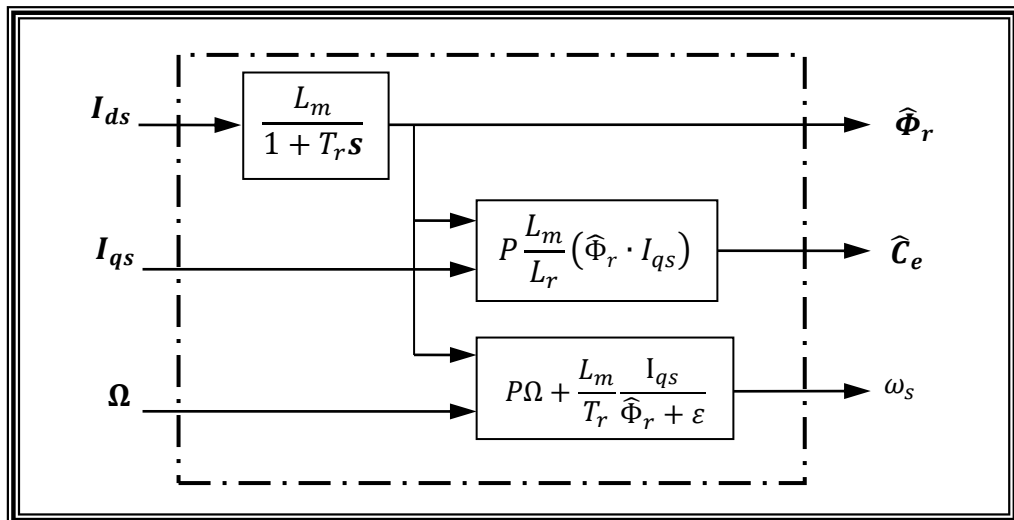 I_ds
L_m / (1 + T_r s)
Φ̂_r
I_qs
P L_m/L_r (Φ̂_r · I_qs)
Ĉ_e
Ω
PΩ + L_m/T_r I_qs/(Φ̂_r + ε)
ω_s